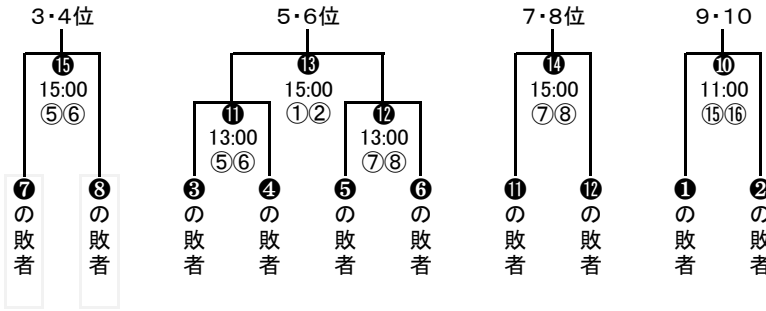 3・4位
5・6位
7・8位
9・10
⓯
15:00
⑤⑥
⓭
15:00
①②
⓮
15:00
⑦⑧
❿
11:00
⑮⑯
⓫
13:00
⑤⑥
⓬
13:00
⑦⑧
❼の敗者
❽の敗者
❸の敗者
❹の敗者
❺の敗者
❻の敗者
⓫の敗者
⓬の敗者
❶の敗者
❷の敗者